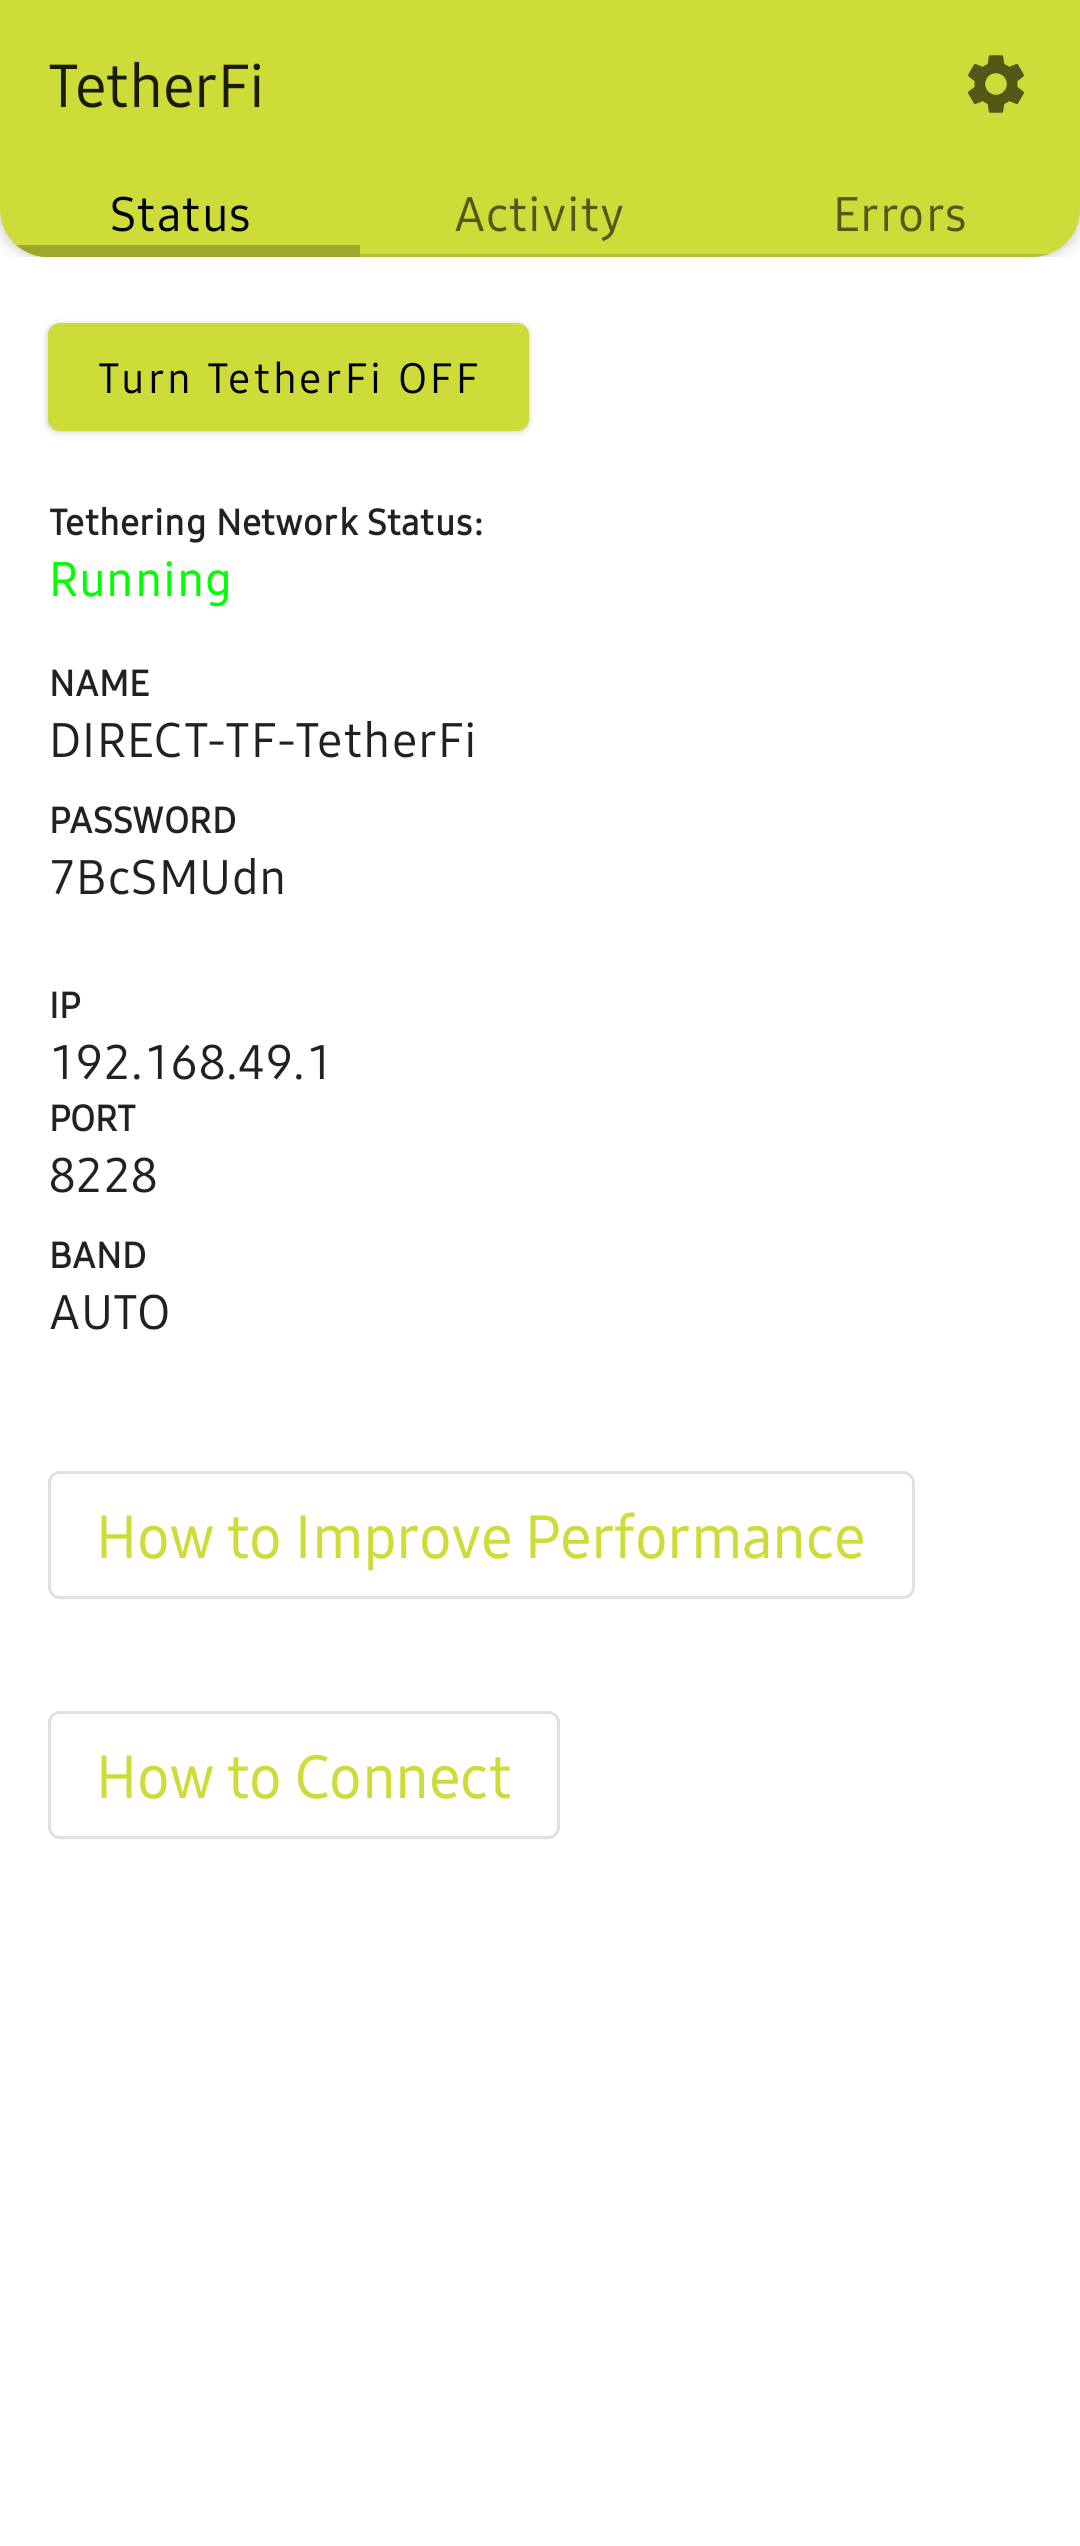 TetherFi
Status Activity Errors
Turn TetherFi OFF
Tethering Network Status:
Running
NAME
DIRECT-TF-TetherFi
PASSWORD
7BcSMUdn
IP
192.168.49.1
PORT
8228
BAND
AUTO
How to Improve Performance
How to Connect